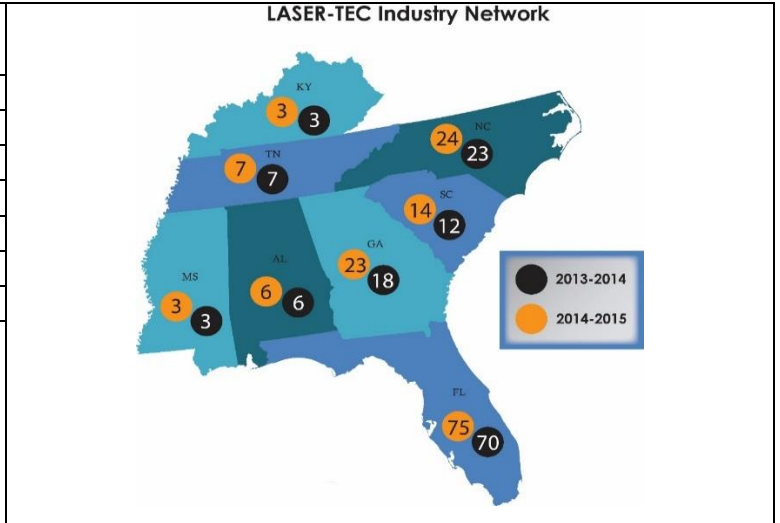 LASER-TEC Industry Network
KY
3
3
NC
24
23
TN
7
7
SC
14
12
GA
23
18
AL
6
6
MS
3
3
2013-2014
2014-2015
FL
75
70